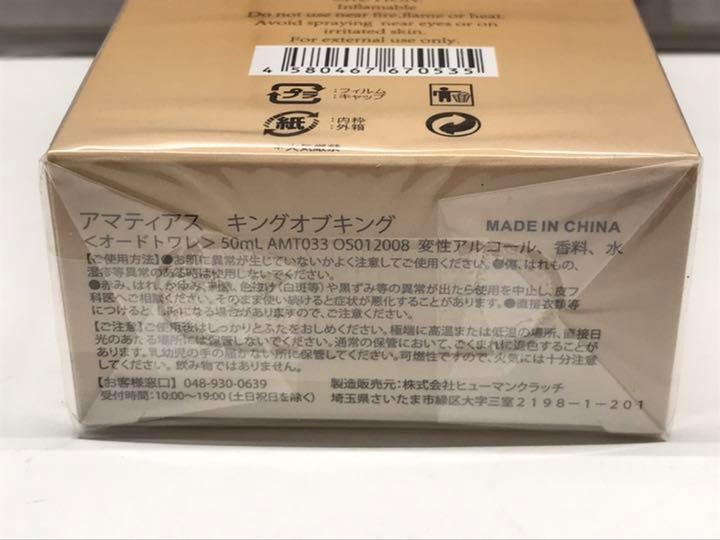 Inflamable
Do not use near fire,flame or heat.
Avoid spraying near eyes or on
irritated skin.
For external use only.
4 580467 670535
プラ
:フィルム
:キャップ
紙
:内枠
:外箱
アマティアス キングオブキング
MADE IN CHINA
<オードトワレ> 50mL AMT033 OS012008 変性アルコール、香料、水
【ご使用方法】●お肌に異常が生じていないかよく注意してご使用ください。●傷、はれもの、
湿疹等異常のある時は使用しないでください。
●赤み、はれ、かゆみ、刺激、色抜け(白斑等)や黒ずみ等の異常が出たら使用を中止し、皮フ
科医へご相談ください。そのまま使い続けると症状が悪化することがあります。●直接衣類等
につけると、しみになる場合がありますので、ご注意ください。
【ご注意】ご使用後はしっかりとふたをおしめください。極端に高温または低温の場所、直接日
光のあたる場所には保管しないでください。通常の保管において、ごくまれに退色することが
あります。乳幼児の手の届かない所に保管してください。可燃性ですので、火気には十分注意
してください。飲み物ではありません。
【お客様窓口】048-930-0639
製造販売元:株式会社ヒューマンクラッチ
受付時間:10:00~19:00 (土日祝日を除く)
埼玉県さいたま市緑区大字三室2198-1-201